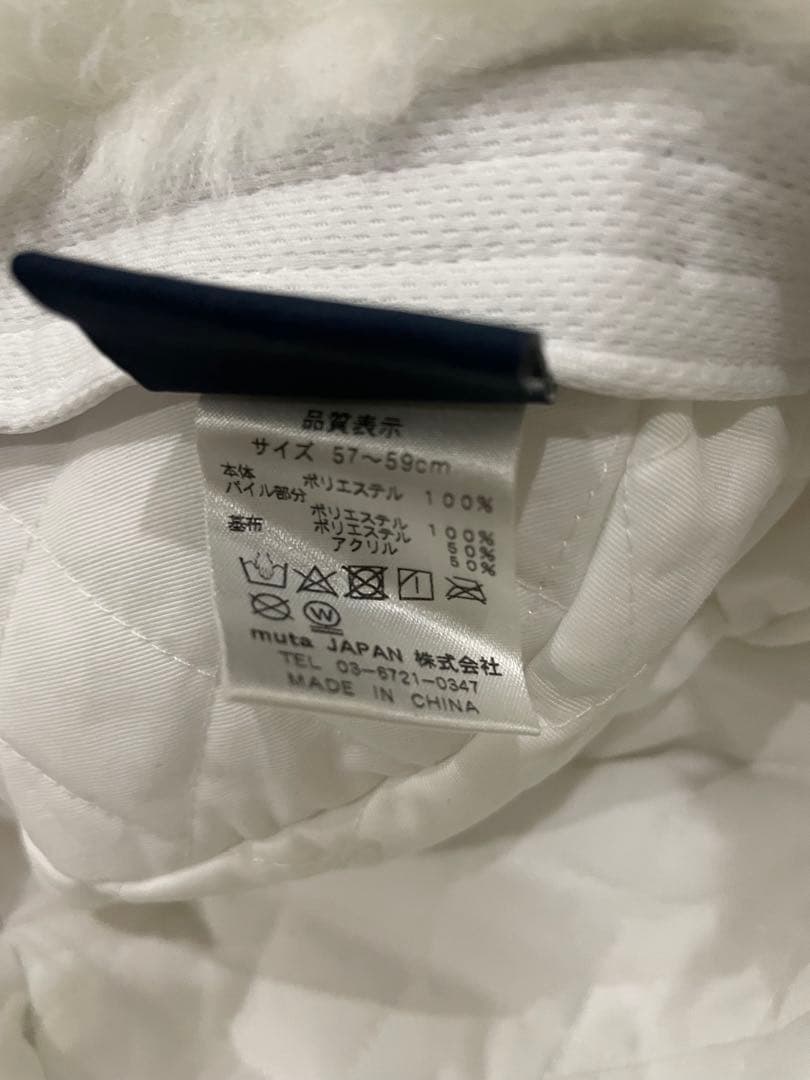 品質表示
サイズ 57～59cm
本体 ポリエステル 100%
パイル部分 ポリエステル 100%
基布 ポリエステル 50%
アクリル 50%
W
muta JAPAN 株式会社
TEL 03-6721-0347
MADE IN CHINA